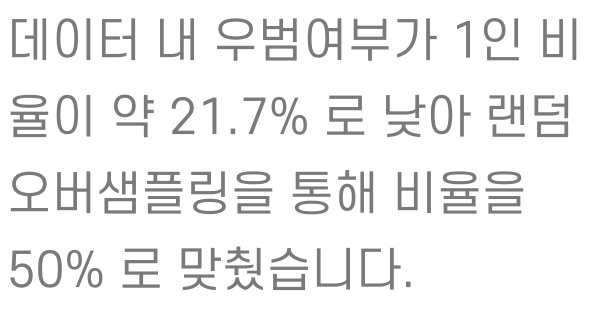 데이터 내 우범여부가 1인 비
율이 약 21.7% 로 낮아 랜덤
오버샘플링을 통해 비율을
50% 로 맞췄습니다.